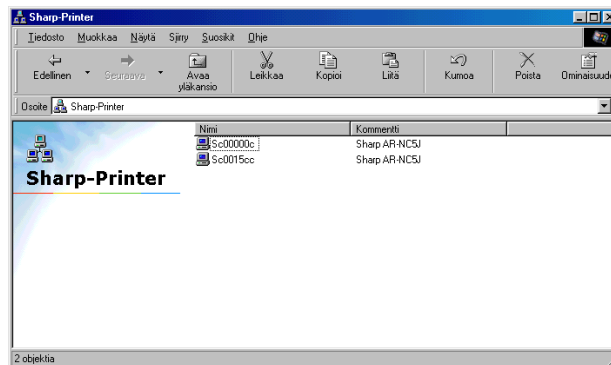 Sharp-Printer
Tiedosto Muokkaa Näytä Siirry Suosikit Ohje
Edellinen Seuraava Avaa yläkansio Leikkaa Kopioi Liitä Kumoa Poista Ominaisuude
Osoite Sharp-Printer
Nimi Kommentti
Sc00000c Sharp AR-NC5J
Sc0015cc Sharp AR-NC5J
Sharp-Printer
2 objektia